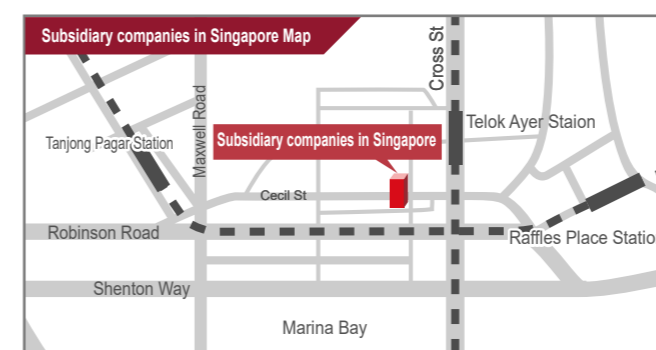 Subsidiary companies in Singapore Map
Cross St
Maxwell Road
Telok Ayer Staion
Tanjong Pagar Station
Subsidiary companies in Singapore
Cecil St
Robinson Road
Raffles Place Statio
Shenton Way
Marina Bay